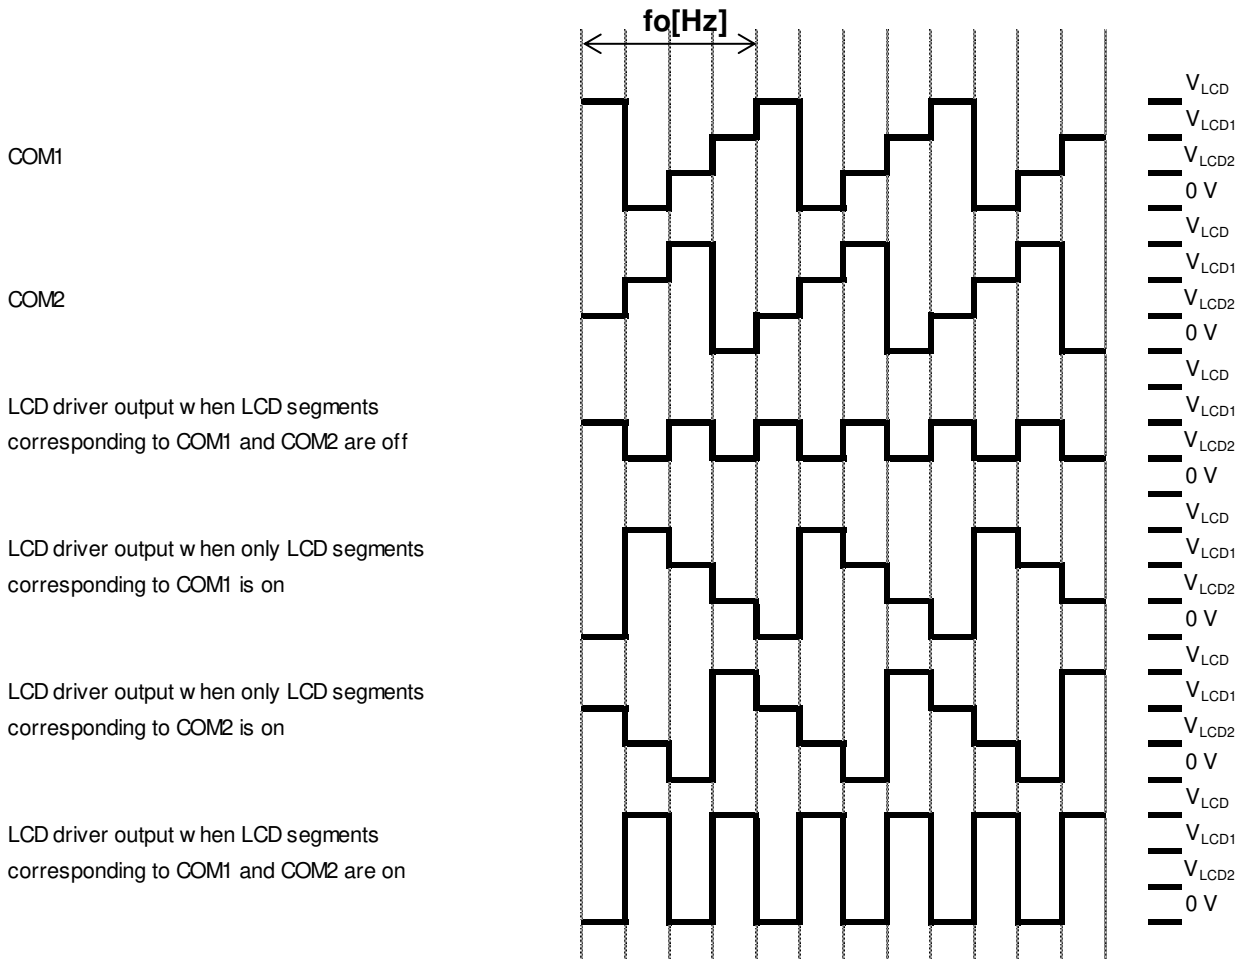 fo[Hz]
COM1
VLCD
VLCD1
VLCD2
0 V
COM2
VLCD
VLCD1
VLCD2
0 V
LCD driver output w hen LCD segments
corresponding to COM1 and COM2 are off
VLCD
VLCD1
VLCD2
0 V
LCD driver output w hen only LCD segments
corresponding to COM1 is on
VLCD
VLCD1
VLCD2
0 V
LCD driver output w hen only LCD segments
corresponding to COM2 is on
VLCD
VLCD1
VLCD2
0 V
LCD driver output w hen LCD segments
corresponding to COM1 and COM2 are on
VLCD
VLCD1
VLCD2
0 V